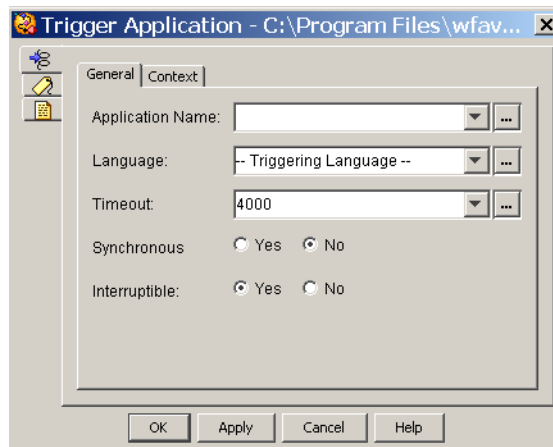 Trigger Application - C:\Program Files\wfav...
General Context
Application Name: ...
Language: -- Triggering Language -- ...
Timeout: 4000 ...
Synchronous Yes No
Interruptible: Yes No
OK Apply Cancel Help